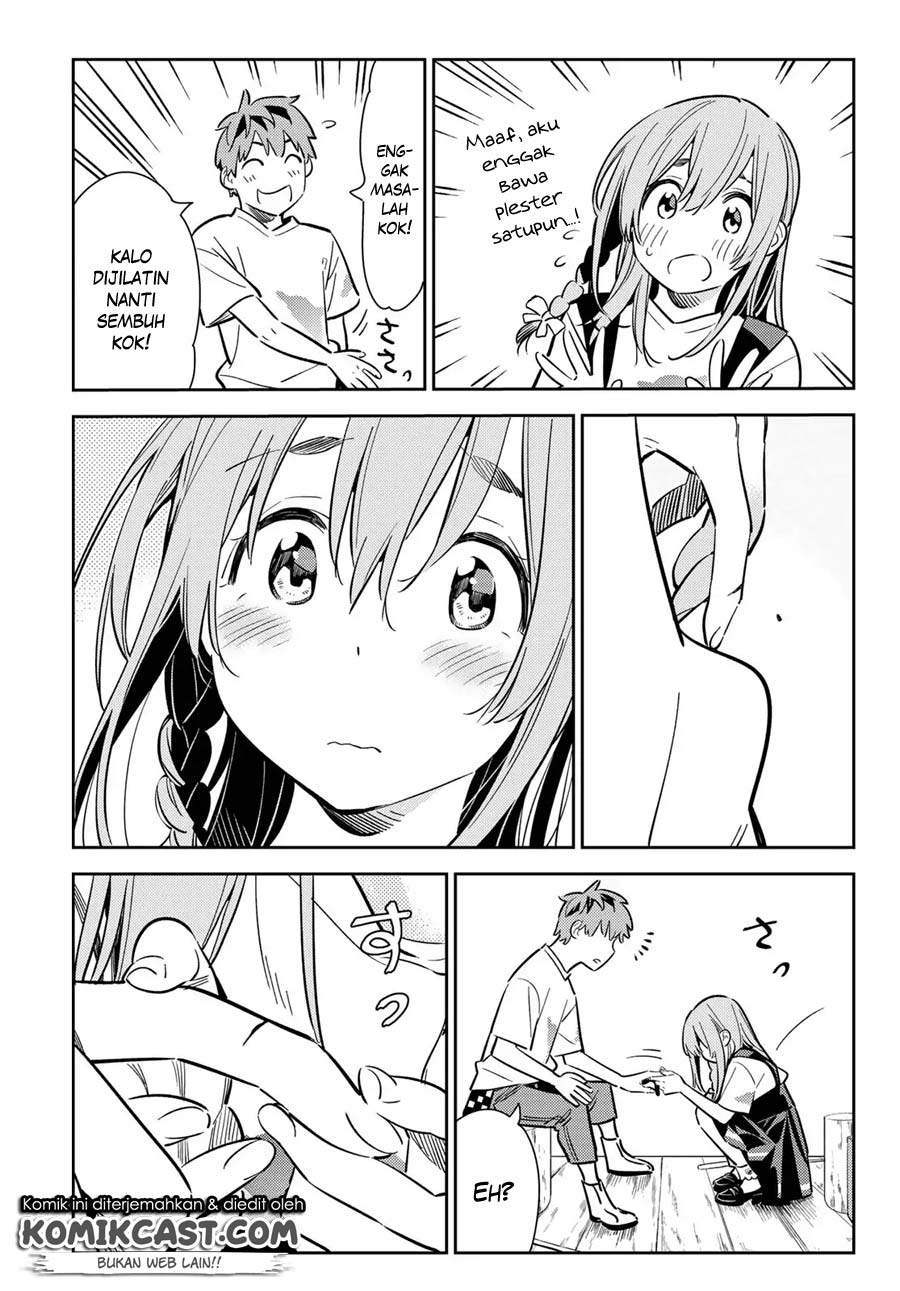 Maaf, aku
enggak
bawa
plester
satupun...!
ENG-
GAK
MASA-
LAH
KOK!
KALO
DIJILATIN
NANTI
SEMBUH
KOK!
ささっ
さっ
EH?
すっ
Komik ini diterjemahkan & diedit oleh
KOMIKCAST.COM
BUKAN WEB LAIN!!